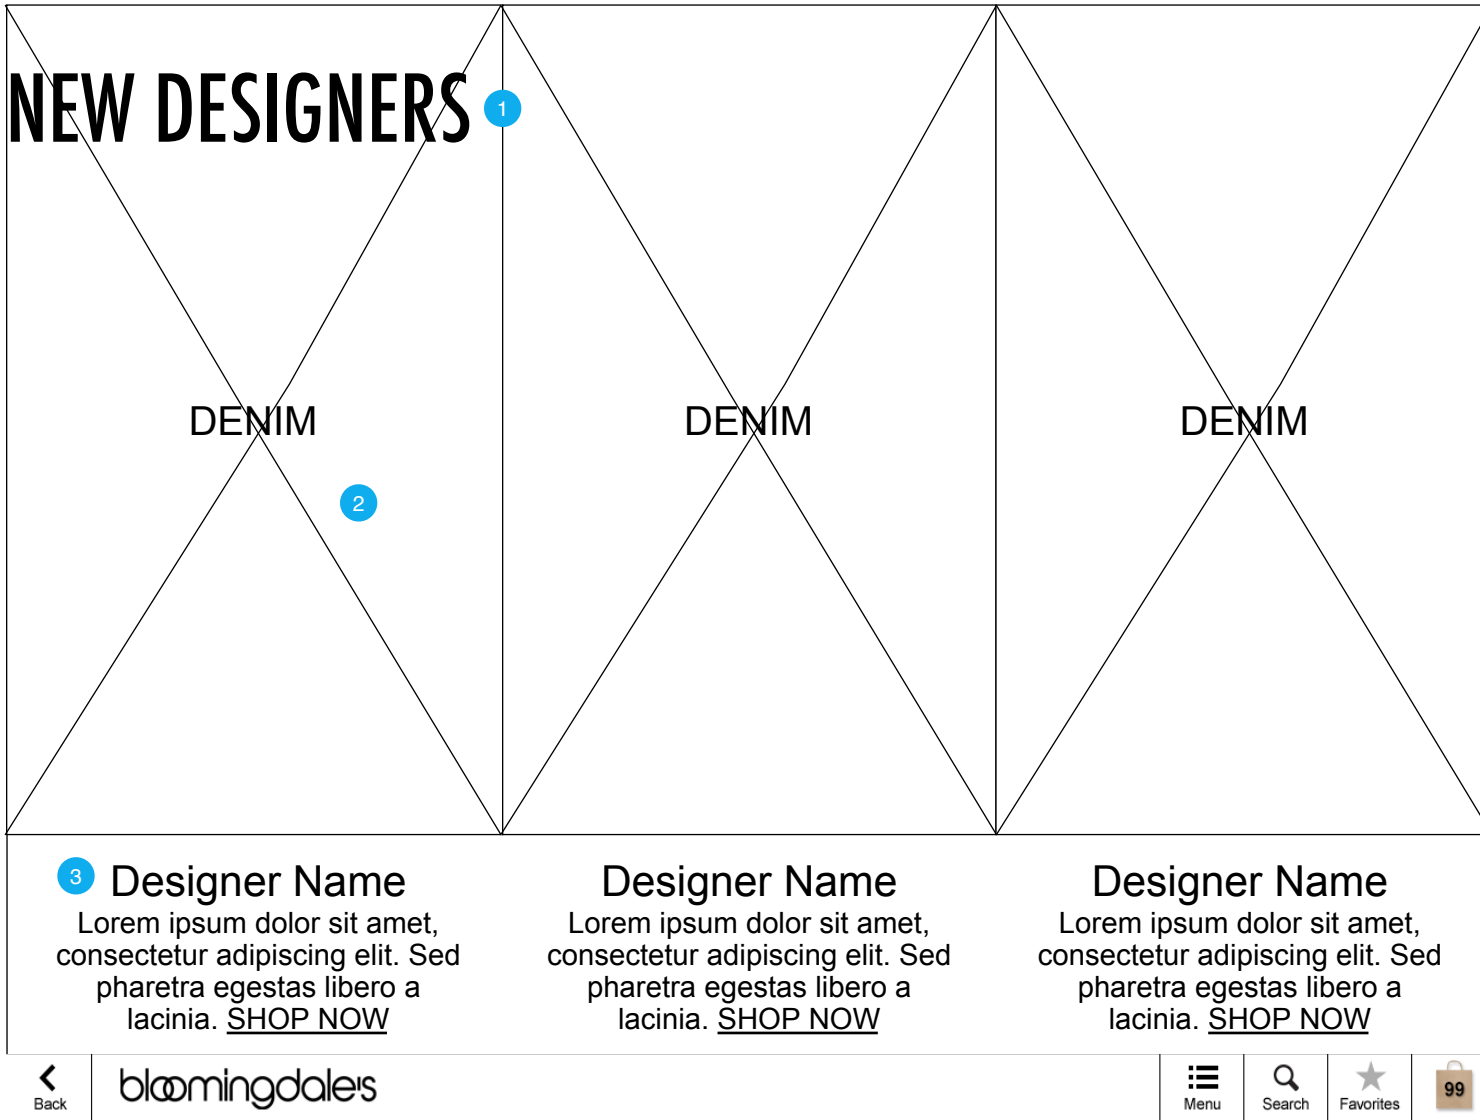 NEW DESIGNERS
1
DENIM
DENIM
DENIM
2
3
Designer Name
Lorem ipsum dolor sit amet,
consectetur adipiscing elit. Sed
pharetra egestas libero a
lacinia. SHOP NOW
Designer Name
Lorem ipsum dolor sit amet,
consectetur adipiscing elit. Sed
pharetra egestas libero a
lacinia. SHOP NOW
Designer Name
Lorem ipsum dolor sit amet,
consectetur adipiscing elit. Sed
pharetra egestas libero a
lacinia. SHOP NOW
Back
bloomingdale's
Menu
Search
Favorites
99